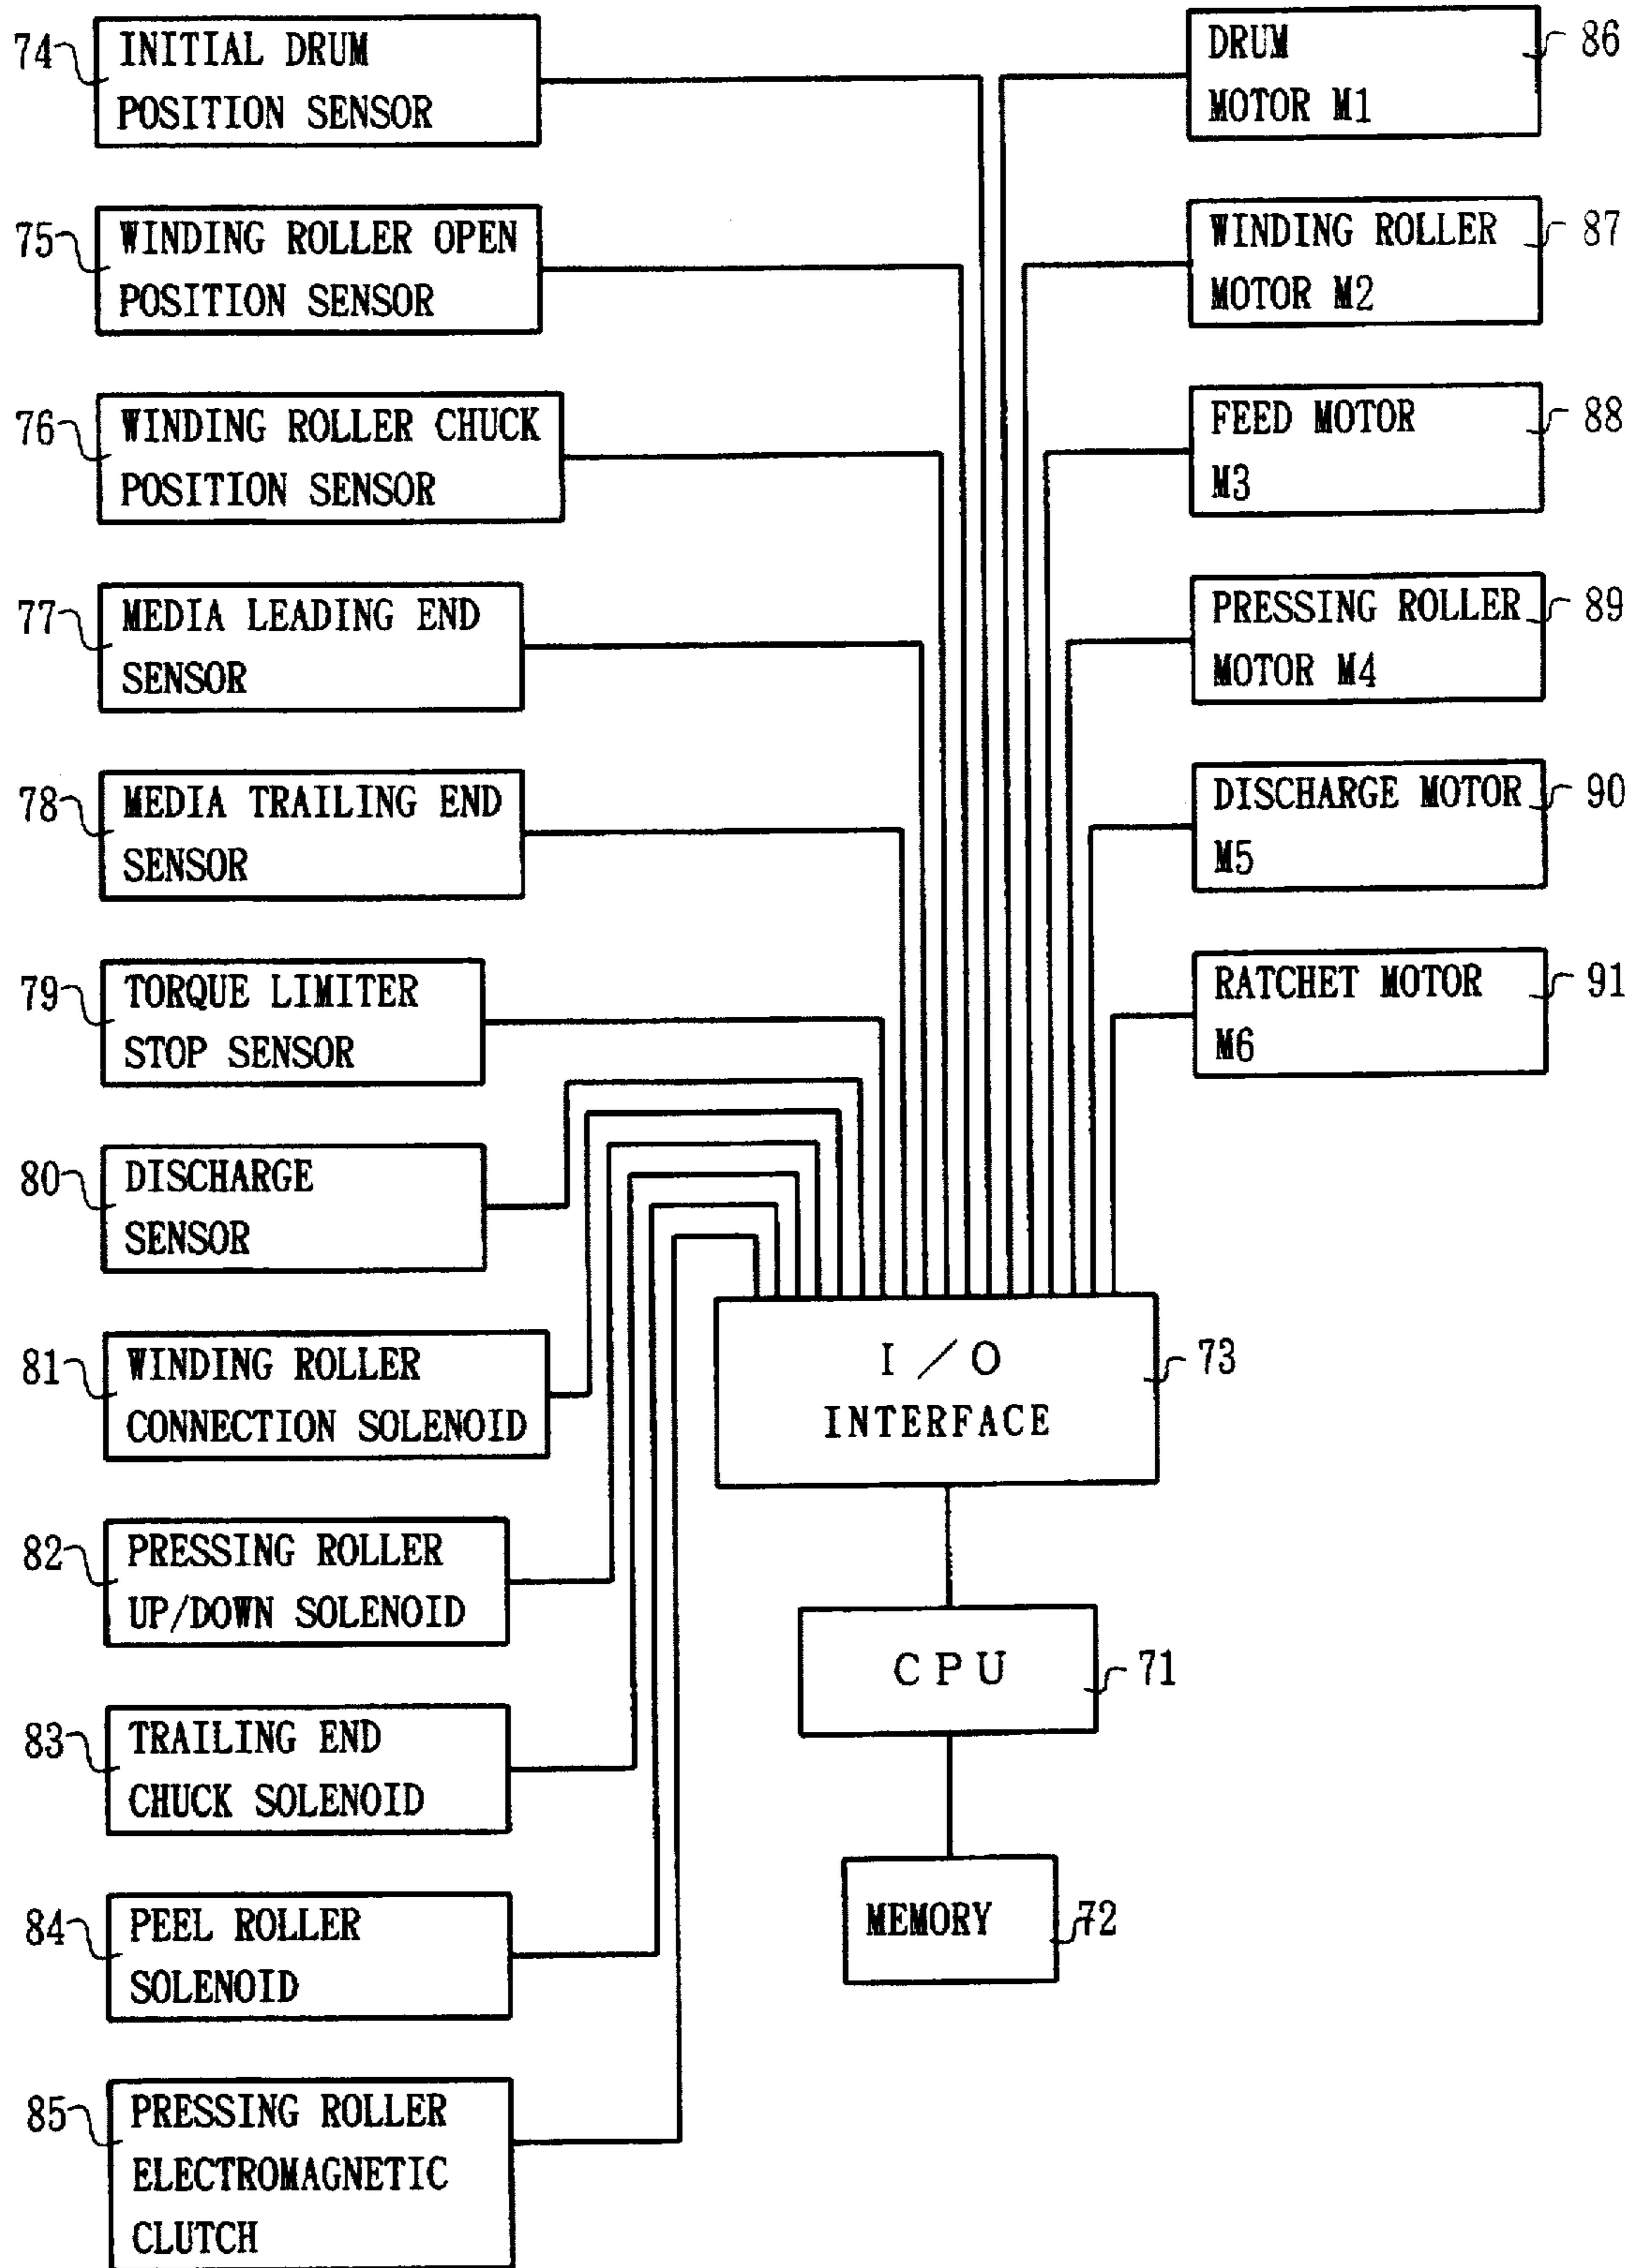 74
INITIAL DRUM
POSITION SENSOR
75
WINDING ROLLER OPEN
POSITION SENSOR
76
WINDING ROLLER CHUCK
POSITION SENSOR
77
MEDIA LEADING END
SENSOR
78
MEDIA TRAILING END
SENSOR
79
TORQUE LIMITER
STOP SENSOR
80
DISCHARGE
SENSOR
81
WINDING ROLLER
CONNECTION SOLENOID
82
PRESSING ROLLER
UP/DOWN SOLENOID
83
TRAILING END
CHUCK SOLENOID
84
PEEL ROLLER
SOLENOID
85
PRESSING ROLLER
ELECTROMAGNETIC
CLUTCH
DRUM
MOTOR M1
86
WINDING ROLLER
MOTOR M2
87
FEED MOTOR
M3
88
PRESSING ROLLER
MOTOR M4
89
DISCHARGE MOTOR
M5
90
RATCHET MOTOR
M6
91
I/O
INTERFACE
73
CPU
71
MEMORY
72